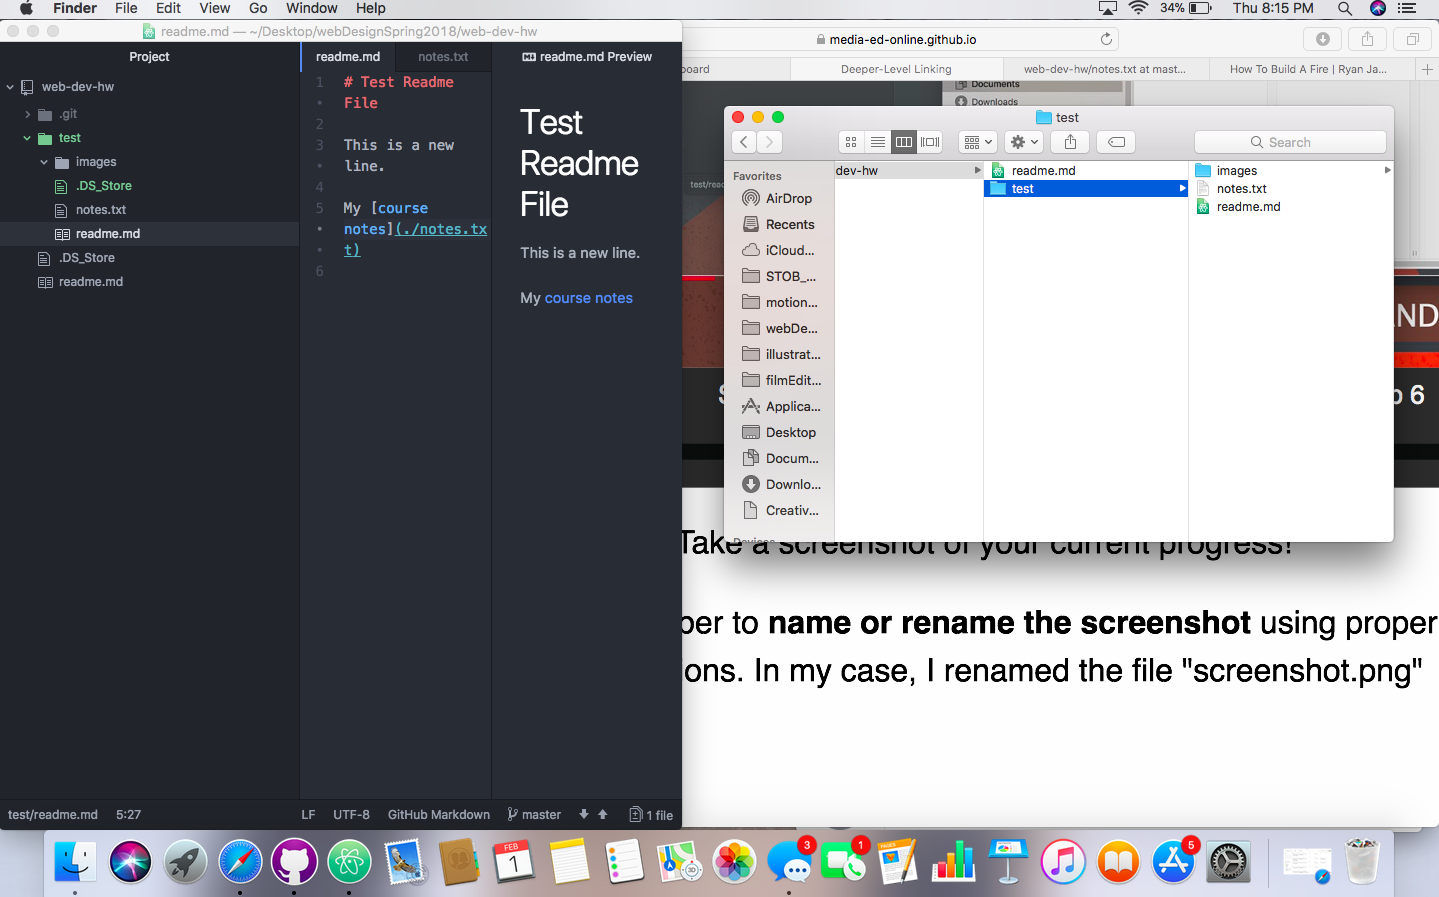 Finder File Edit View Go Window Help
34% Thu 8:15 PM
readme.md — ~/Desktop/webDesignSpring2018/web-dev-hw
Project
web-dev-hw
.git
test
images
.DS_Store
notes.txt
readme.md
.DS_Store
readme.md
readme.md notes.txt
1 # Test Readme
• File
2
3 This is a new
• line.
4
5 My [course
• notes](./notes.tx
• t)
6
readme.md Preview
Test
Readme
File
This is a new line.
My course notes
test/readme.md 5:27
LF UTF-8 GitHub Markdown master 1 file
media-ed-online.github.io
board Deeper-Level Linking web-dev-hw/notes.txt at mast... How To Build A Fire | Ryan Ja...
Documents
Downloads
test
Search
Favorites
AirDrop
Recents
iCloud...
STOB_...
motion...
webDe...
illustrat...
filmEdit...
Applica...
Desktop
Docum...
Downlo...
Creativ...
Devices
dev-hw
readme.md
test
images
notes.txt
readme.md
test/rea
ND
6
Take a screenshot of your current progress!
ber to name or rename the screenshot using proper
ons. In my case, I renamed the file "screenshot.png"
FEB
1
3D
3
1
PAGES
5